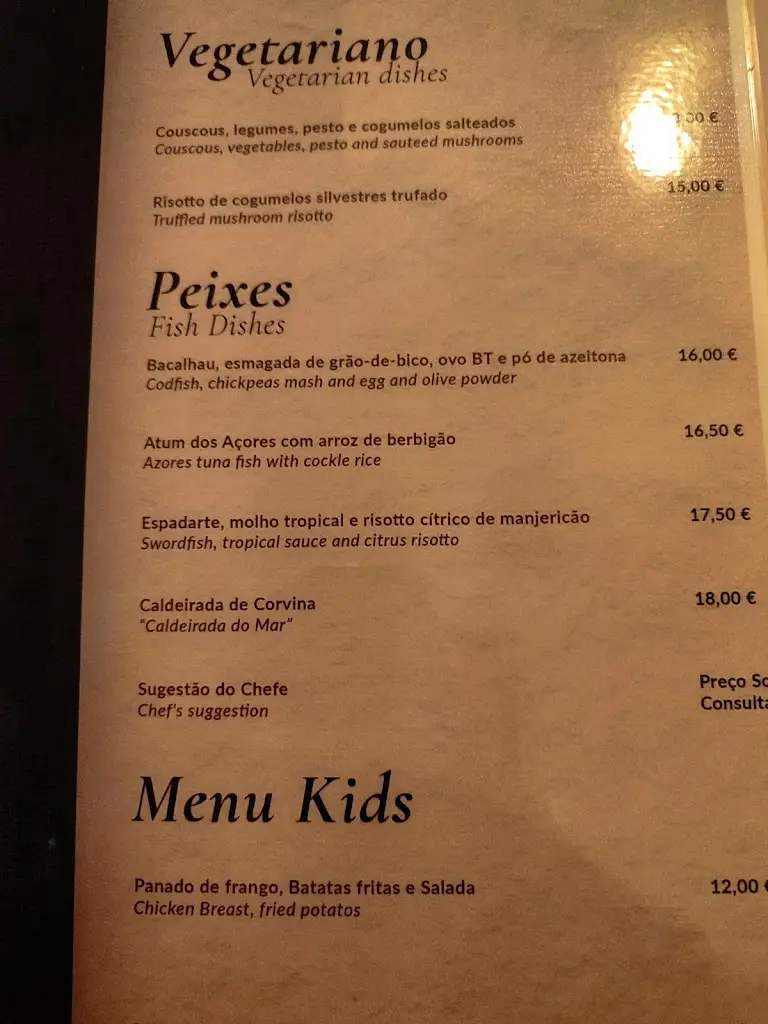 Vegetariano
Vegetarian dishes
Couscous, legumes, pesto e cogumelos salteados
Couscous, vegetables, pesto and sauteed mushrooms
€
Risotto de cogumelos silvestres trufado
15,00 €
Truffled mushroom risotto
Peixes
Fish Dishes
Bacalhau, esmagada de grão-de-bico, ovo BT e pó de azeitona
16,00 €
Codfish, chickpeas mash and egg and olive powder
Atum dos Açores com arroz de berbigão
16,50 €
Azores tuna fish with cockle rice
Espadarte, molho tropical e risotto cítrico de manjericão
17,50 €
Swordfish, tropical sauce and citrus risotto
Caldeirada de Corvina
18,00 €
"Caldeirada do Mar"
Sugestão do Chefe
Preço
Chef's suggestion
Menu Kids
Panado de frango, Batatas fritas e Salada
12,00 €
Chicken Breast, fried potatos